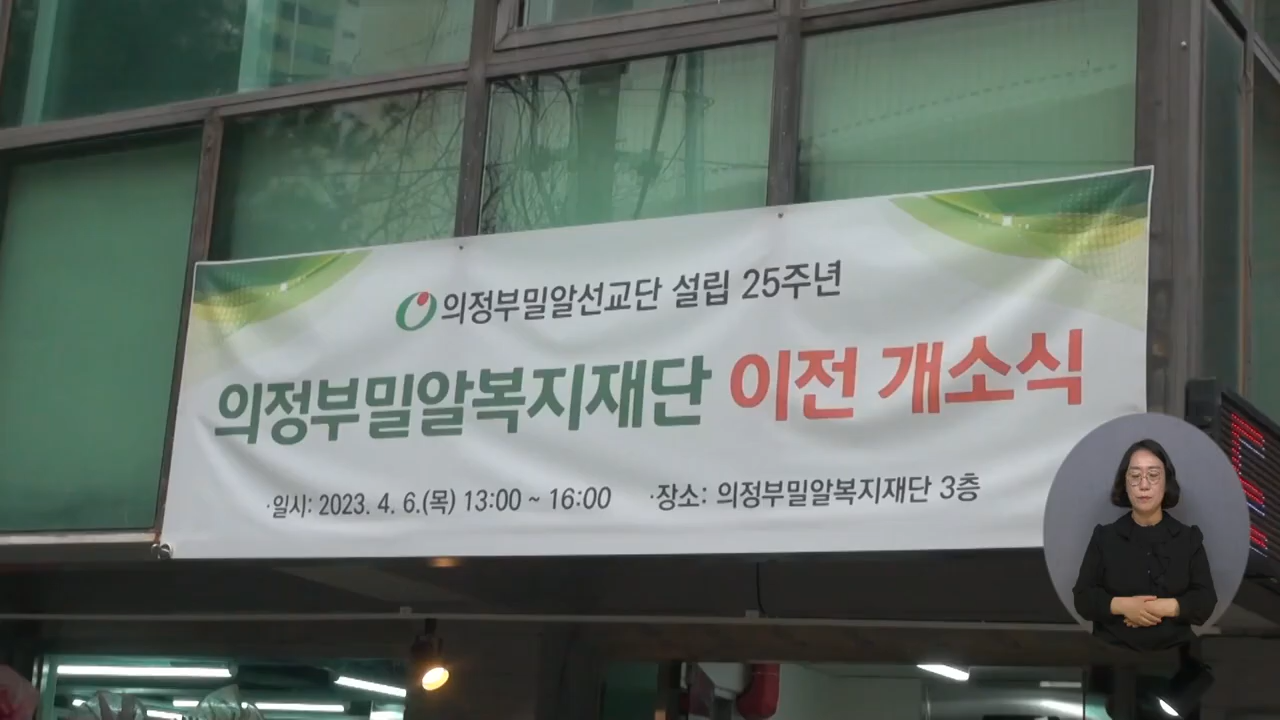 의정부밀알선교단 설립 25주년
의정부밀알복지재단 이전 개소식
·일시: 2023. 4. 6.(목) 13:00 ~ 16:00 ·장소: 의정부밀알복지재단 3층